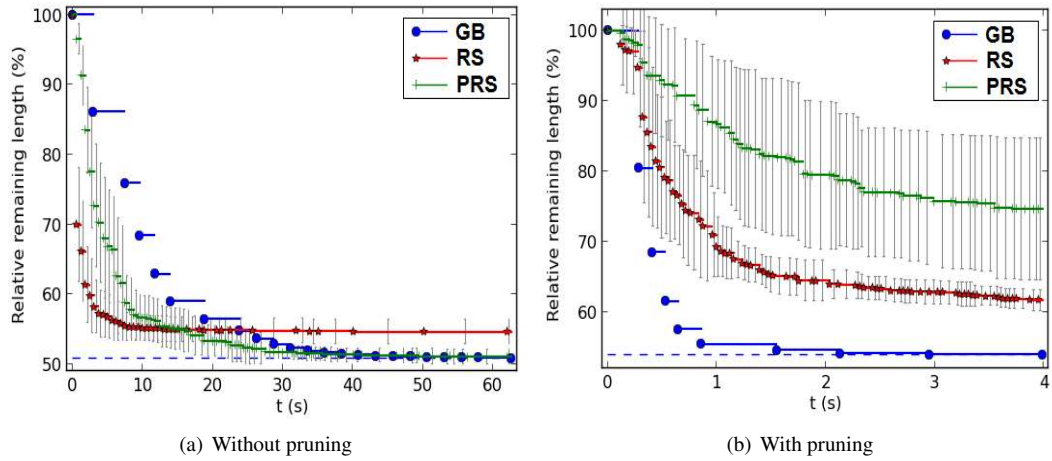 Relative remaining length (%)
100
90
80
70
60
50
0
10
20
30
40
50
60
t (s)
GB
RS
PRS
(a) Without pruning
Relative remaining length (%)
100
90
80
70
60
0
1
2
3
4
t (s)
GB
RS
PRS
(b) With pruning